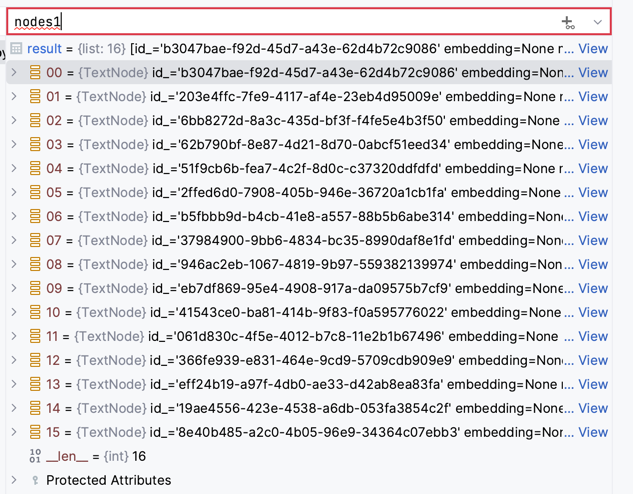 nodes1
result = {list: 16} [id_='b3047bae-f92d-45d7-a43e-62d4b72c9086' embedding=None r... View
00 = {TextNode} id_='b3047bae-f92d-45d7-a43e-62d4b72c9086' embedding=Non... View
01 = {TextNode} id_='203e4ffc-7fe9-4117-af4e-23eb4d95009e' embedding=None r... View
02 = {TextNode} id_='6bb8272d-8a3c-435d-bf3f-f4fe5e4b3f50' embedding=None... View
03 = {TextNode} id_='62b790bf-8e87-4d21-8d70-0abcf51eed34' embedding=Non... View
04 = {TextNode} id_='51f9cb6b-fea7-4c2f-8d0c-c37320ddfdfd' embedding=None... View
05 = {TextNode} id_='2ffed6d0-7908-405b-946e-36720a1cb1fa' embedding=None... View
06 = {TextNode} id_='b5fbbb9d-b4cb-41e8-a557-88b5b6abe314' embedding=Non... View
07 = {TextNode} id_='37984900-9bb6-4834-bc35-8990daf8e1fd' embedding=Non... View
08 = {TextNode} id_='946ac2eb-1067-4819-9b97-559382139974' embedding=Non... View
09 = {TextNode} id_='eb7df869-95e4-4908-917a-da09575b7cf9' embedding=Non... View
10 = {TextNode} id_='41543ce0-ba81-414b-9f83-f0a595776022' embedding=Non... View
11 = {TextNode} id_='061d830c-4f5e-4012-b7c8-11e2b1b67496' embedding=None... View
12 = {TextNode} id_='366fe939-e831-464e-9cd9-5709cdb909e9' embedding=Non... View
13 = {TextNode} id_='eff24b19-a97f-4db0-ae33-d42ab8ea83fa' embedding=None r... View
14 = {TextNode} id_='19ae4556-423e-4538-a6db-053fa3854c2f' embedding=Non... View
15 = {TextNode} id_='8e40b485-a2c0-4b05-96e9-34364c07ebb3' embedding=Non... View
10 01 __len__ = {int} 16
Protected Attributes